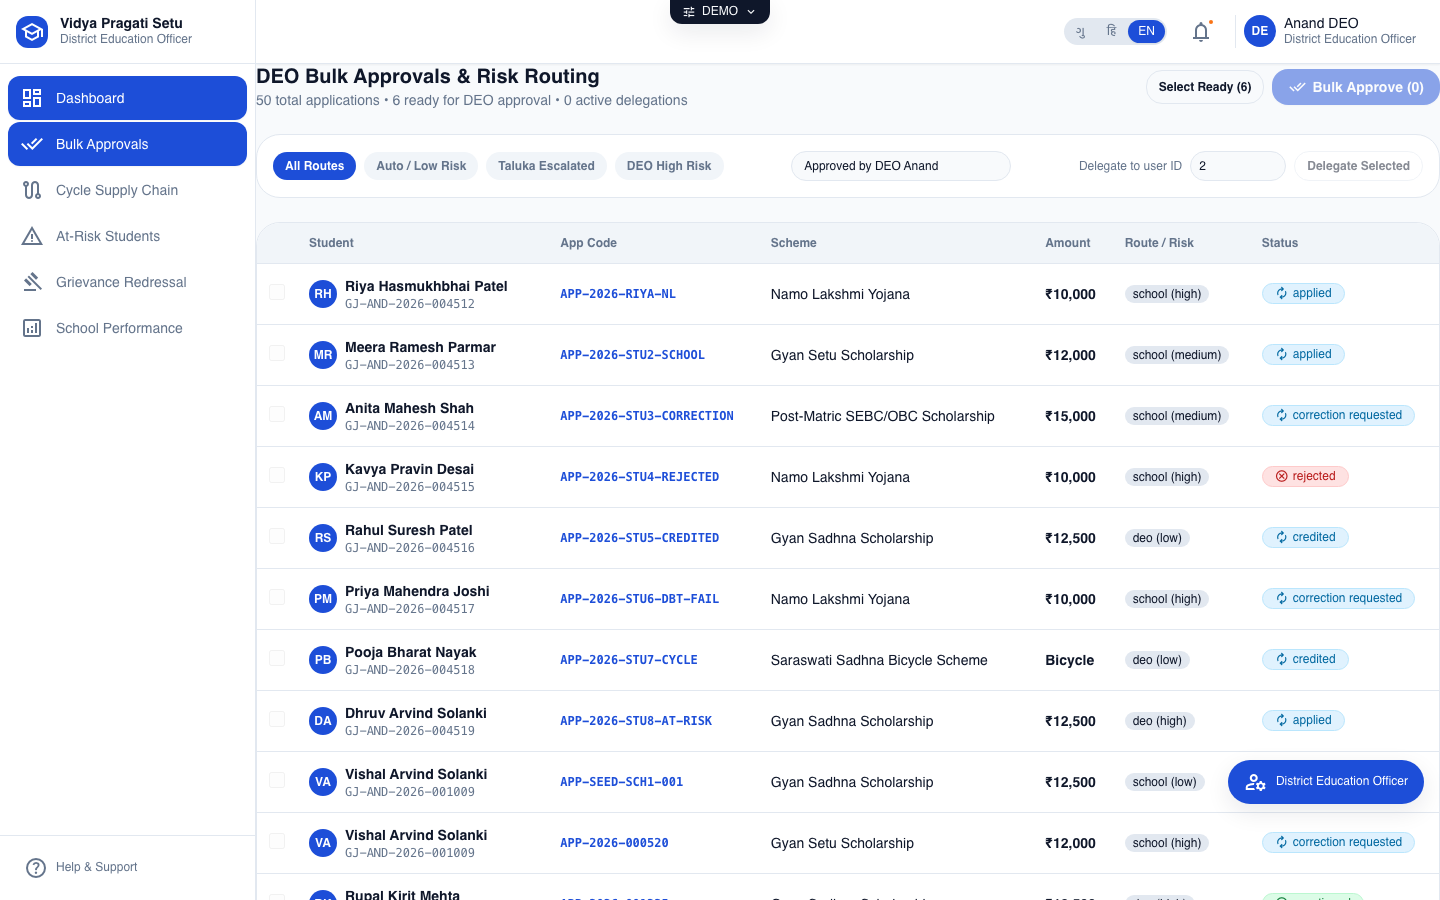 Vidya Pragati Setu
District Education Officer
DEMO
ગુ
हि
EN
DE
Anand DEO
District Education Officer
Dashboard
Bulk Approvals
Cycle Supply Chain
At-Risk Students
Grievance Redressal
School Performance
Help & Support
DEO Bulk Approvals & Risk Routing
50 total applications • 6 ready for DEO approval • 0 active delegations
Select Ready (6)
Bulk Approve (0)
All Routes
Auto / Low Risk
Taluka Escalated
DEO High Risk
Approved by DEO Anand
Delegate to user ID
2
Delegate Selected
Student App Code Scheme Amount Route / Risk Status
RH Riya Hasmukhbhai Patel APP-2026-RIYA-NL Namo Lakshmi Yojana ₹10,000 school (high) applied
GJ-AND-2026-004512
MR Meera Ramesh Parmar APP-2026-STU2-SCHOOL Gyan Setu Scholarship ₹12,000 school (medium) applied
GJ-AND-2026-004513
AM Anita Mahesh Shah APP-2026-STU3-CORRECTION Post-Matric SEBC/OBC Scholarship ₹15,000 school (medium) correction requested
GJ-AND-2026-004514
KP Kavya Pravin Desai APP-2026-STU4-REJECTED Namo Lakshmi Yojana ₹10,000 school (high) rejected
GJ-AND-2026-004515
RS Rahul Suresh Patel APP-2026-STU5-CREDITED Gyan Sadhna Scholarship ₹12,500 deo (low) credited
GJ-AND-2026-004516
PM Priya Mahendra Joshi APP-2026-STU6-DBT-FAIL Namo Lakshmi Yojana ₹10,000 school (high) correction requested
GJ-AND-2026-004517
PB Pooja Bharat Nayak APP-2026-STU7-CYCLE Saraswati Sadhna Bicycle Scheme Bicycle deo (low) credited
GJ-AND-2026-004518
DA Dhruv Arvind Solanki APP-2026-STU8-AT-RISK Gyan Sadhna Scholarship ₹12,500 deo (high) applied
GJ-AND-2026-004519
VA Vishal Arvind Solanki APP-SEED-SCH1-001 Gyan Sadhna Scholarship ₹12,500 school (low)
GJ-AND-2026-001009
District Education Officer
VA Vishal Arvind Solanki APP-2026-000520 Gyan Setu Scholarship ₹12,000 school (high) correction requested
GJ-AND-2026-001009
Rupal Kirit Mehta